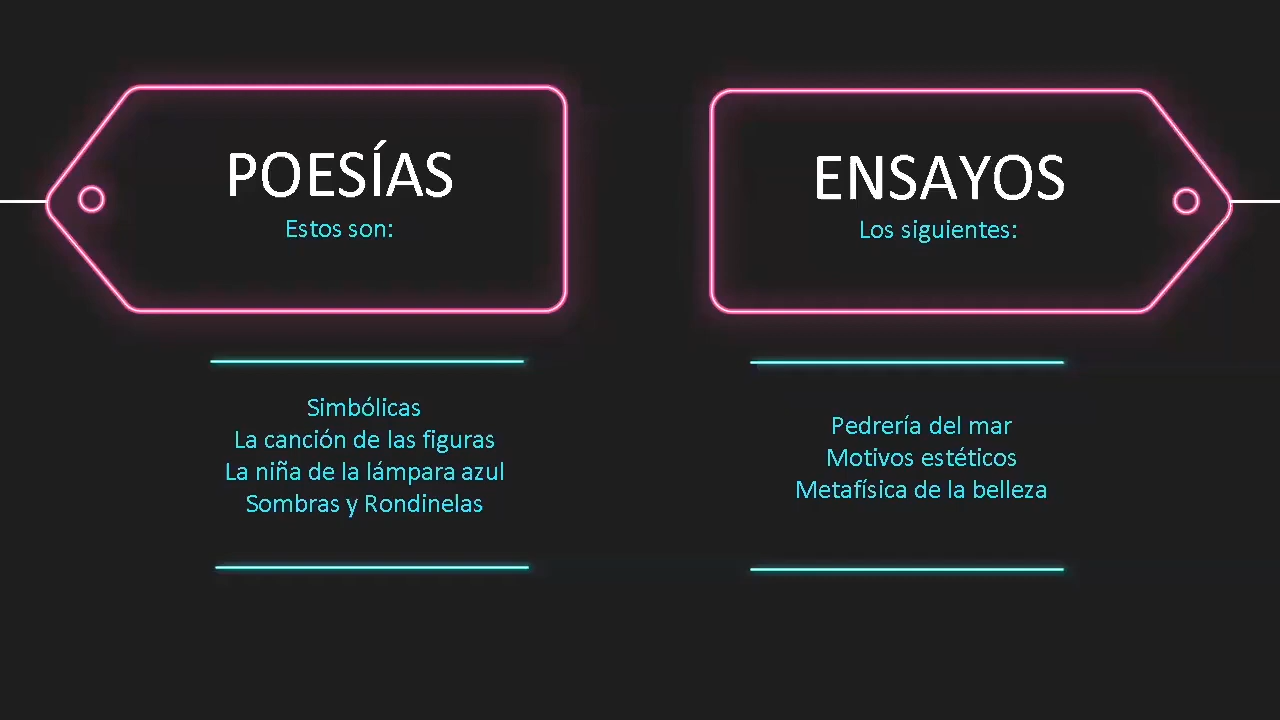 POESÍAS
Estos son:
Simbólicas
La canción de las figuras
La niña de la lámpara azul
Sombras y Rondinelas
ENSAYOS
Los siguientes:
Pedrería del mar
Motivos estéticos
Metafísica de la belleza